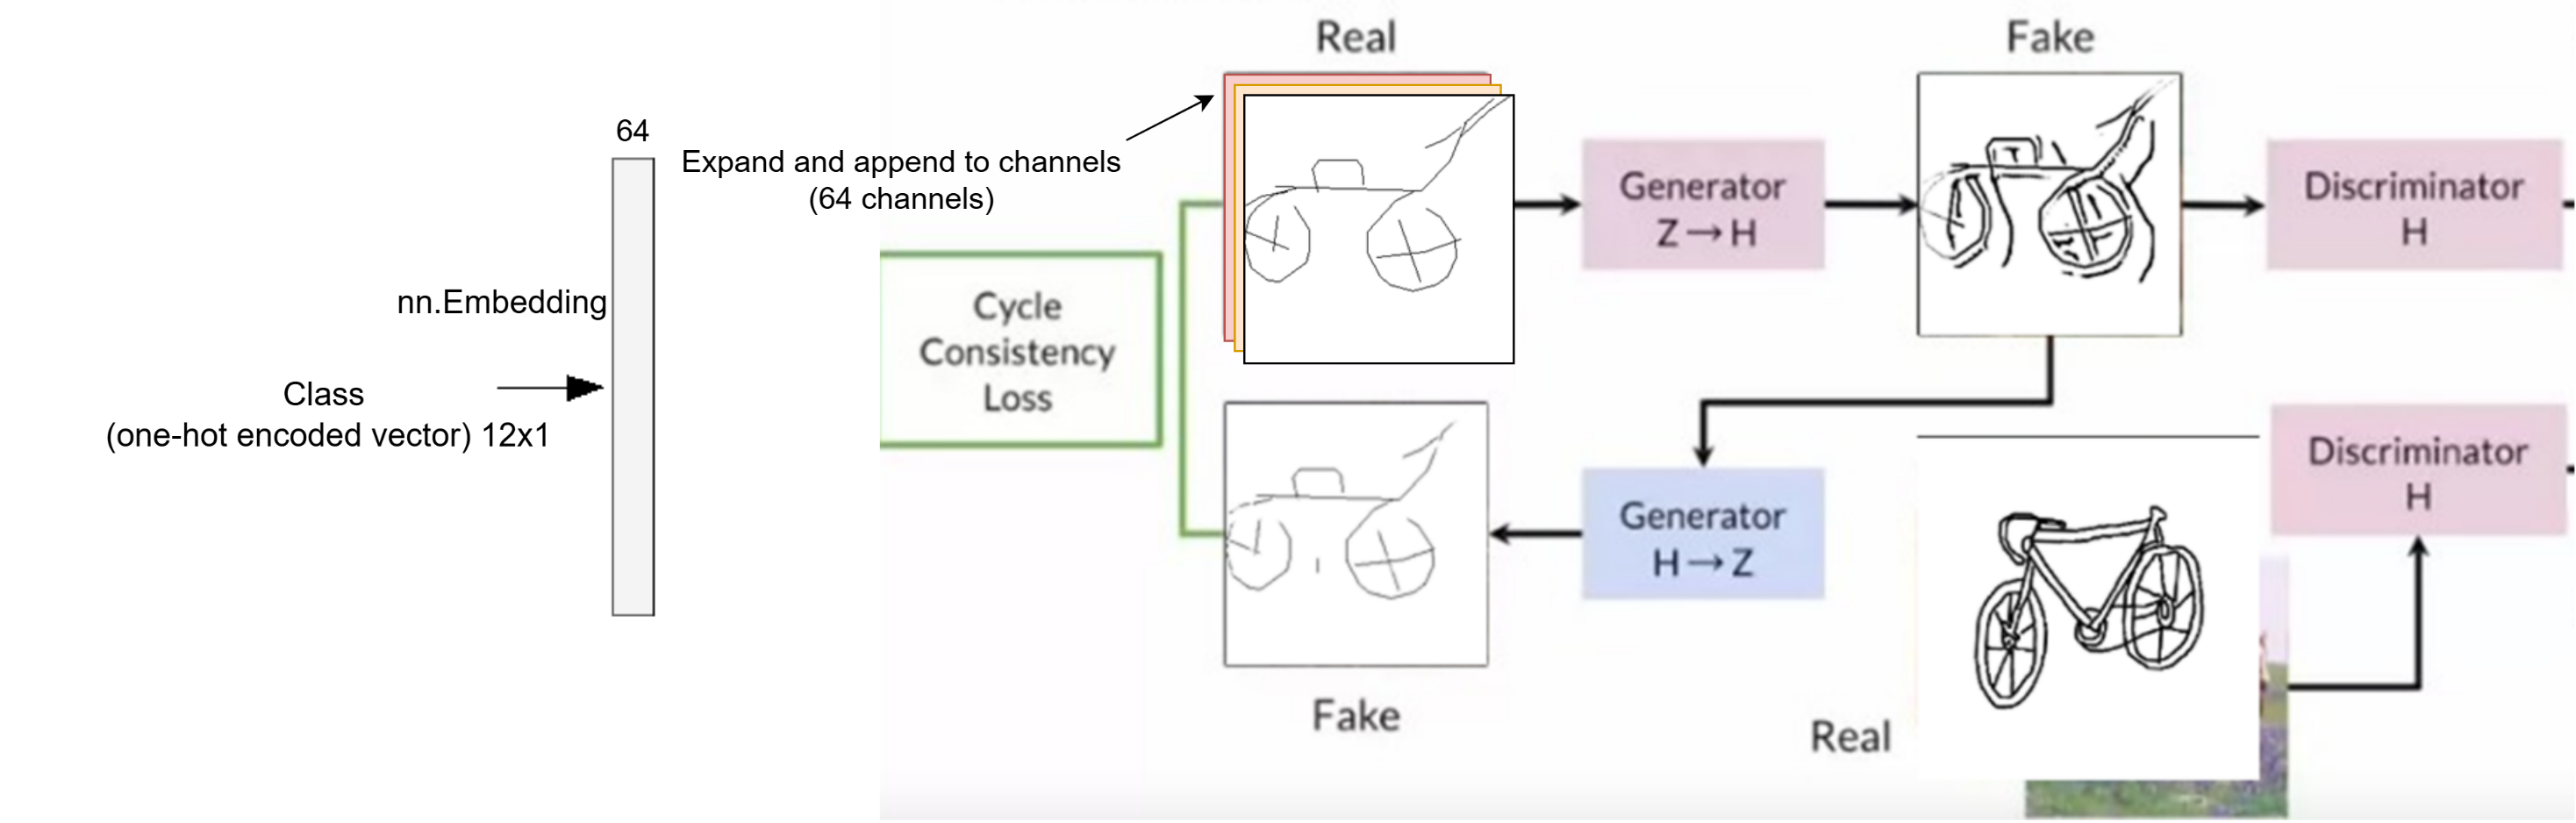 64
nn.Embedding
Class
(one-hot encoded vector) 12x1
Expand and append to channels
(64 channels)
Cycle
Consistency
Loss
Real
Generator
Z → H
Fake
Discriminator
H
Fake
Generator
H → Z
Real
Discriminator
H